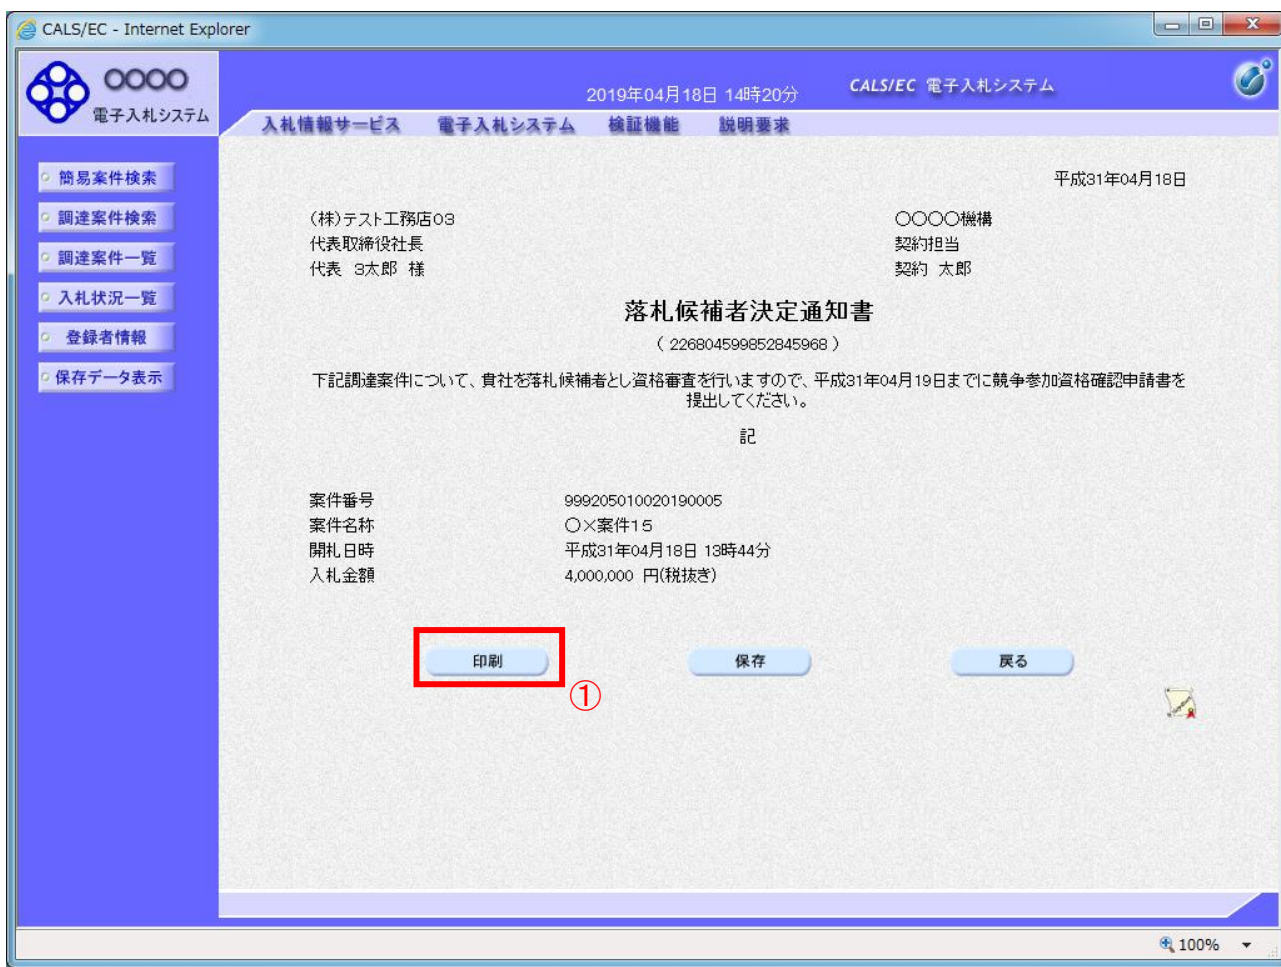 CALS/EC - Internet Explorer
〇〇〇〇
電子入札システム
2019年04月18日 14時20分
CALS/EC 電子入札システム
入札情報サービス 電子入札システム 検証機能 説明要求
簡易案件検索
調達案件検索
調達案件一覧
入札状況一覧
登録者情報
保存データ表示
平成31年04月18日
(株)テスト工務店03
代表取締役社長
代表 3太郎 様
〇〇〇〇機構
契約担当
契約 太郎
落札候補者決定通知書
( 226804599852845968 )
下記調達案件について、貴社を落札候補者とし資格審査を行いますので、平成31年04月19日までに競争参加資格確認申請書を
提出してください。
記
案件番号 999205010020190005
案件名称 〇×案件15
開札日時 平成31年04月18日 13時44分
入札金額 4,000,000 円(税抜き)
印刷 保存 戻る
①
100%